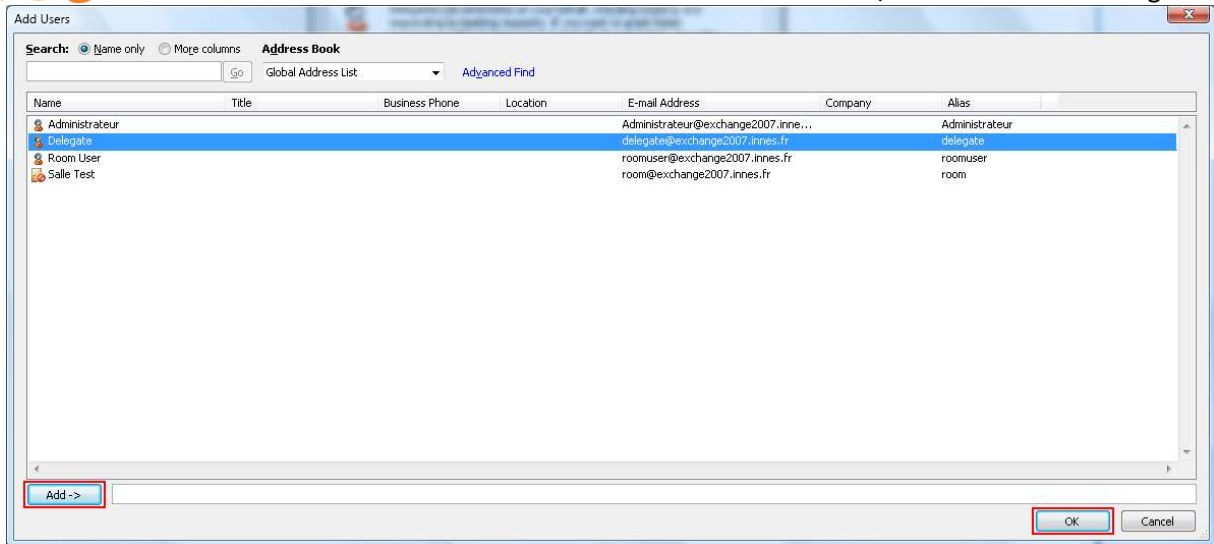 Add Users
Search: Name only More columns Address Book
Go Global Address List Advanced Find
Name Title Business Phone Location E-mail Address Company Alias
Administrateur Administrateur@exchange2007.inne... Administrateur
Delegate delegate@exchange2007.innes.fr delegate
Room User roomuser@exchange2007.innes.fr roomuser
Salle Test room@exchange2007.innes.fr room
Add ->
OK Cancel